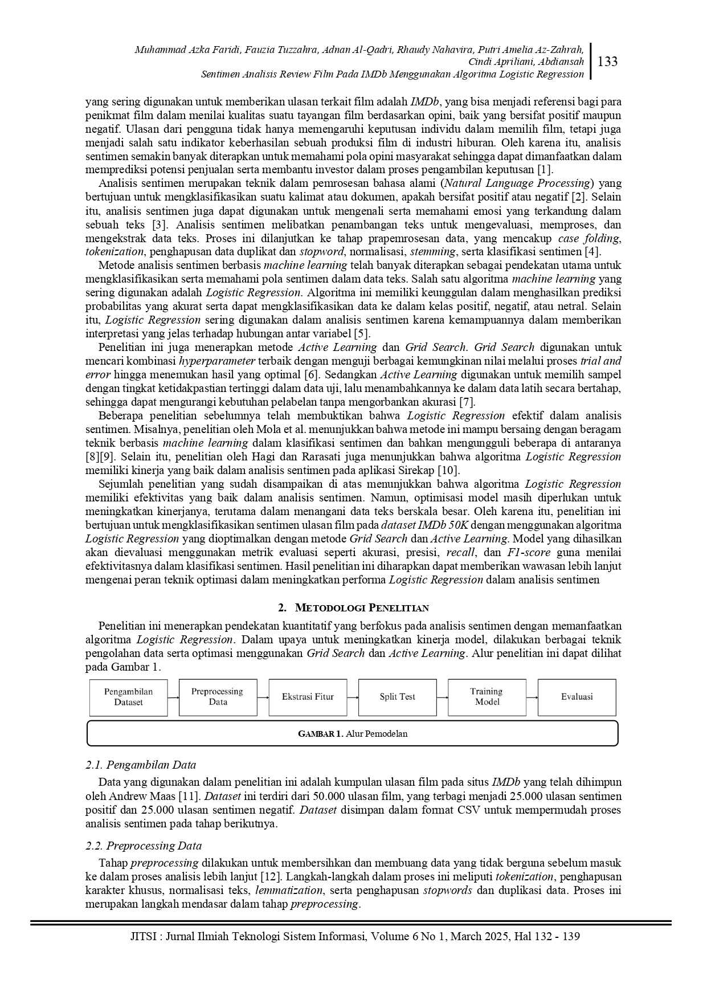 Muhammad Azka Faridi, Fauzia Tuzzahra, Adnan Al-Qadri, Rhaudy Nahavira, Putri Amelia Az-Zahrah,
Cindi Apriliani, Abdiansah
Sentimen Analisis Review Film Pada IMDb Menggunakan Algoritma Logistic Regression
133
yang sering digunakan untuk memberikan ulasan terkait film adalah IMDb, yang bisa menjadi referensi bagi para
penikmat film dalam menilai kualitas suatu tayangan film berdasarkan opini, baik yang bersifat positif maupun
negatif. Ulasan dari pengguna tidak hanya memengaruhi keputusan individu dalam memilih film, tetapi juga
menjadi salah satu indikator keberhasilan sebuah produksi film di industri hiburan. Oleh karena itu, analisis
sentimen semakin banyak diterapkan untuk memahami pola opini masyarakat sehingga dapat dimanfaatkan dalam
memprediksi potensi penjualan serta membantu investor dalam proses pengambilan keputusan [1].
Analisis sentimen merupakan teknik dalam pemrosesan bahasa alami (Natural Language Processing) yang
bertujuan untuk mengklasifikasikan suatu kalimat atau dokumen, apakah bersifat positif atau negatif [2]. Selain
itu, analisis sentimen juga dapat digunakan untuk mengenali serta memahami emosi yang terkandung dalam
sebuah teks [3]. Analisis sentimen melibatkan penambangan teks untuk mengevaluasi, memproses, dan
mengekstrak data teks. Proses ini dilanjutkan ke tahap prapemrosesan data, yang mencakup case folding,
tokenization, penghapusan data duplikat dan stopword, normalisasi, stemming, serta klasifikasi sentimen [4].
Metode analisis sentimen berbasis machine learning telah banyak diterapkan sebagai pendekatan utama untuk
mengklasifikasikan serta memahami pola sentimen dalam data teks. Salah satu algoritma machine learning yang
sering digunakan adalah Logistic Regression. Algoritma ini memiliki keunggulan dalam menghasilkan prediksi
probabilitas yang akurat serta dapat mengklasifikasikan data ke dalam kelas positif, negatif, atau netral. Selain
itu, Logistic Regression sering digunakan dalam analisis sentimen karena kemampuannya dalam memberikan
interpretasi yang jelas terhadap hubungan antar variabel [5].
Penelitian ini juga menerapkan metode Active Learning dan Grid Search. Grid Search digunakan untuk
mencari kombinasi hyperparameter terbaik dengan menguji berbagai kemungkinan nilai melalui proses trial and
error hingga menemukan hasil yang optimal [6]. Sedangkan Active Learning digunakan untuk memilih sampel
dengan tingkat ketidakpastian tertinggi dalam data uji, lalu menambahkannya ke dalam data latih secara bertahap,
sehingga dapat mengurangi kebutuhan pelabelan tanpa mengorbankan akurasi [7].
Beberapa penelitian sebelumnya telah membuktikan bahwa Logistic Regression efektif dalam analisis
sentimen. Misalnya, penelitian oleh Mola et al. menunjukkan bahwa metode ini mampu bersaing dengan beragam
teknik berbasis machine learning dalam klasifikasi sentimen dan bahkan mengungguli beberapa di antaranya
[8][9]. Selain itu, penelitian oleh Hagi dan Rarasati juga menunjukkan bahwa algoritma Logistic Regression
memiliki kinerja yang baik dalam analisis sentimen pada aplikasi Sirekap [10].
Sejumlah penelitian yang sudah disampaikan di atas menunjukkan bahwa algoritma Logistic Regression
memiliki efektivitas yang baik dalam analisis sentimen. Namun, optimisasi model masih diperlukan untuk
meningkatkan kinerjanya, terutama dalam menangani data teks berskala besar. Oleh karena itu, penelitian ini
bertujuan untuk mengklasifikasikan sentimen ulasan film pada dataset IMDb 50K dengan menggunakan algoritma
Logistic Regression yang dioptimalkan dengan metode Grid Search dan Active Learning. Model yang dihasilkan
akan dievaluasi menggunakan metrik evaluasi seperti akurasi, presisi, recall, dan F1-score guna menilai
efektivitasnya dalam klasifikasi sentimen. Hasil penelitian ini diharapkan dapat memberikan wawasan lebih lanjut
mengenai peran teknik optimasi dalam meningkatkan performa Logistic Regression dalam analisis sentimen
2. METODOLOGI PENELITIAN
Penelitian ini menerapkan pendekatan kuantitatif yang berfokus pada analisis sentimen dengan memanfaatkan
algoritma Logistic Regression. Dalam upaya untuk meningkatkan kinerja model, dilakukan berbagai teknik
pengolahan data serta optimasi menggunakan Grid Search dan Active Learning. Alur penelitian ini dapat dilihat
pada Gambar 1.
Pengambilan
Dataset
Preprocessing
Data
Ekstrasi Fitur
Split Test
Training
Model
Evaluasi
GAMBAR 1. Alur Pemodelan
2.1. Pengambilan Data
Data yang digunakan dalam penelitian ini adalah kumpulan ulasan film pada situs IMDb yang telah dihimpun
oleh Andrew Maas [11]. Dataset ini terdiri dari 50.000 ulasan film, yang terbagi menjadi 25.000 ulasan sentimen
positif dan 25.000 ulasan sentimen negatif. Dataset disimpan dalam format CSV untuk mempermudah proses
analisis sentimen pada tahap berikutnya.
2.2. Preprocessing Data
Tahap preprocessing dilakukan untuk membersihkan dan membuang data yang tidak berguna sebelum masuk
ke dalam proses analisis lebih lanjut [12]. Langkah-langkah dalam proses ini meliputi tokenization, penghapusan
karakter khusus, normalisasi teks, lemmatization, serta penghapusan stopwords dan duplikasi data. Proses ini
merupakan langkah mendasar dalam tahap preprocessing.
JITSI : Jurnal Ilmiah Teknologi Sistem Informasi, Volume 6 No 1, March 2025, Hal 132 - 139